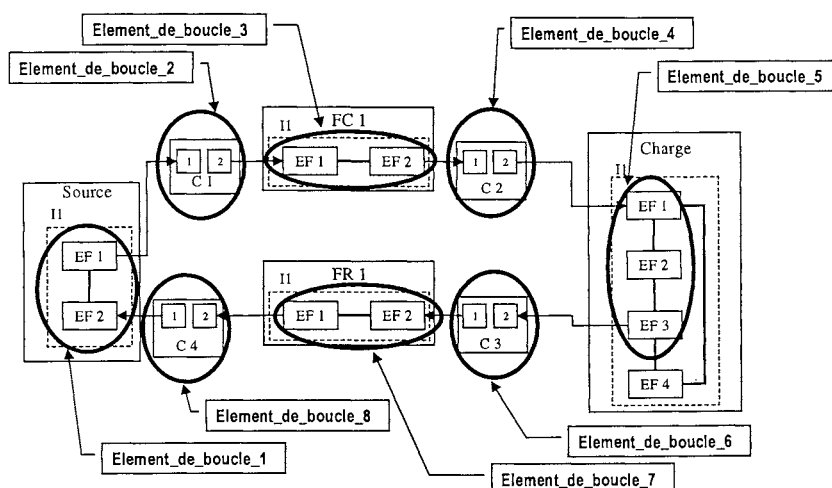 Element_de_boucle_3
Element_de_boucle_4
Element_de_boucle_2
Element_de_boucle_5
I1
FC 1
EF 1
EF 2
1
2
C 1
1
2
C 2
Charge
I1
EF 1
EF 2
EF 3
EF 4
Source
I1
EF 1
EF 2
I1
FR 1
EF 1
EF 2
1
2
C 4
1
2
C 3
Element_de_boucle_8
Element_de_boucle_6
Element_de_boucle_1
Element_de_boucle_7